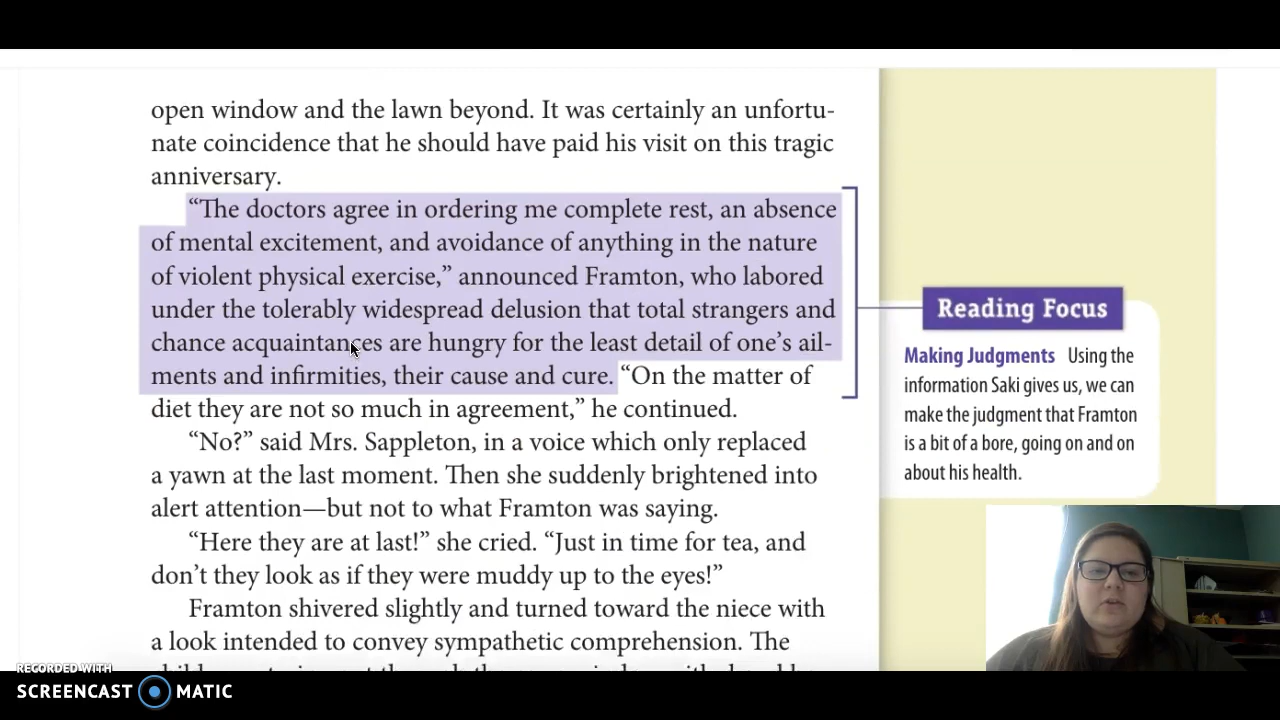 open window and the lawn beyond. It was certainly an unfortu-
nate coincidence that he should have paid his visit on this tragic
anniversary.
“The doctors agree in ordering me complete rest, an absence
of mental excitement, and avoidance of anything in the nature
of violent physical exercise,” announced Framton, who labored
under the tolerably widespread delusion that total strangers and
chance acquaintances are hungry for the least detail of one’s ail-
ments and infirmities, their cause and cure. “On the matter of
diet they are not so much in agreement,” he continued.
“No?” said Mrs. Sappleton, in a voice which only replaced
a yawn at the last moment. Then she suddenly brightened into
alert attention—but not to what Framton was saying.
“Here they are at last!” she cried. “Just in time for tea, and
don’t they look as if they were muddy up to the eyes!”
Framton shivered slightly and turned toward the niece with
a look intended to convey sympathetic comprehension. The
Reading Focus
Making Judgments Using the
information Saki gives us, we can
make the judgment that Framton
is a bit of a bore, going on and on
about his health.
RECORDED WITH
SCREENCAST MATIC